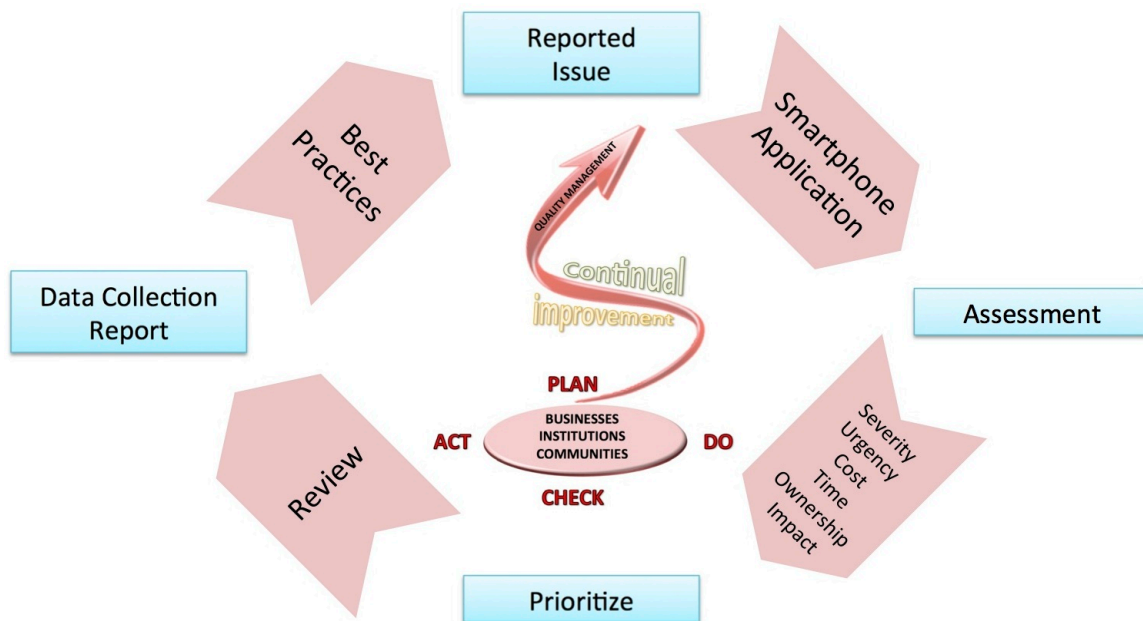 Reported
Issue
Smartphone
Application
Assessment
Severity
Urgency
Cost
Time
Ownership
Impact
Prioritize
Review
Data Collection
Report
Best
Practices
QUALITY MANAGEMENT
Continual
improvement
PLAN
ACT
BUSINESSES
INSTITUTIONS
COMMUNITIES
DO
CHECK